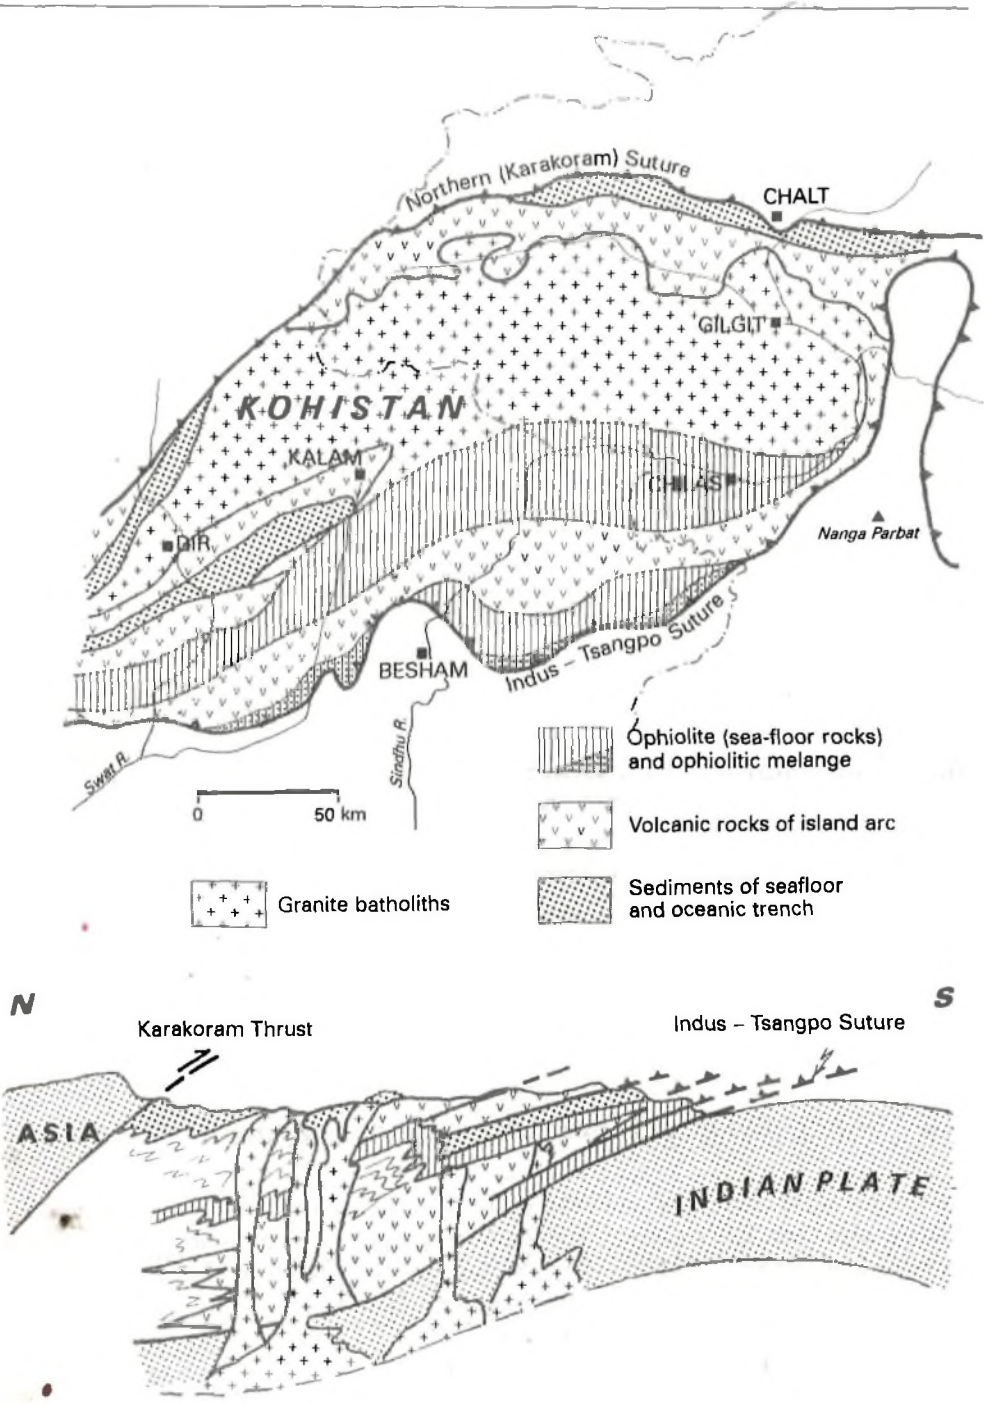 Northern (Karakoram) Suture
CHALT
GILGIT
KOHISTAN
KALAM
CHILAS
DIR
Nanga Parbat
BESHAM
Indus – Tsangpo Suture
Swat R.
Sindhu R.
0 50 km
Ophiolite (sea-floor rocks)
and ophiolitic melange
Volcanic rocks of island arc
Granite batholiths
Sediments of seafloor
and oceanic trench
N S
Karakoram Thrust
Indus – Tsangpo Suture
ASIA
INDIAN PLATE